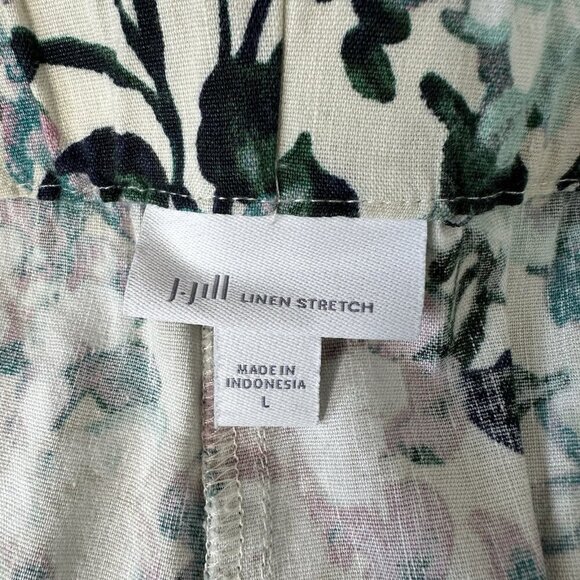 J.Jill LINEN STRETCH
MADE IN
INDONESIA
L